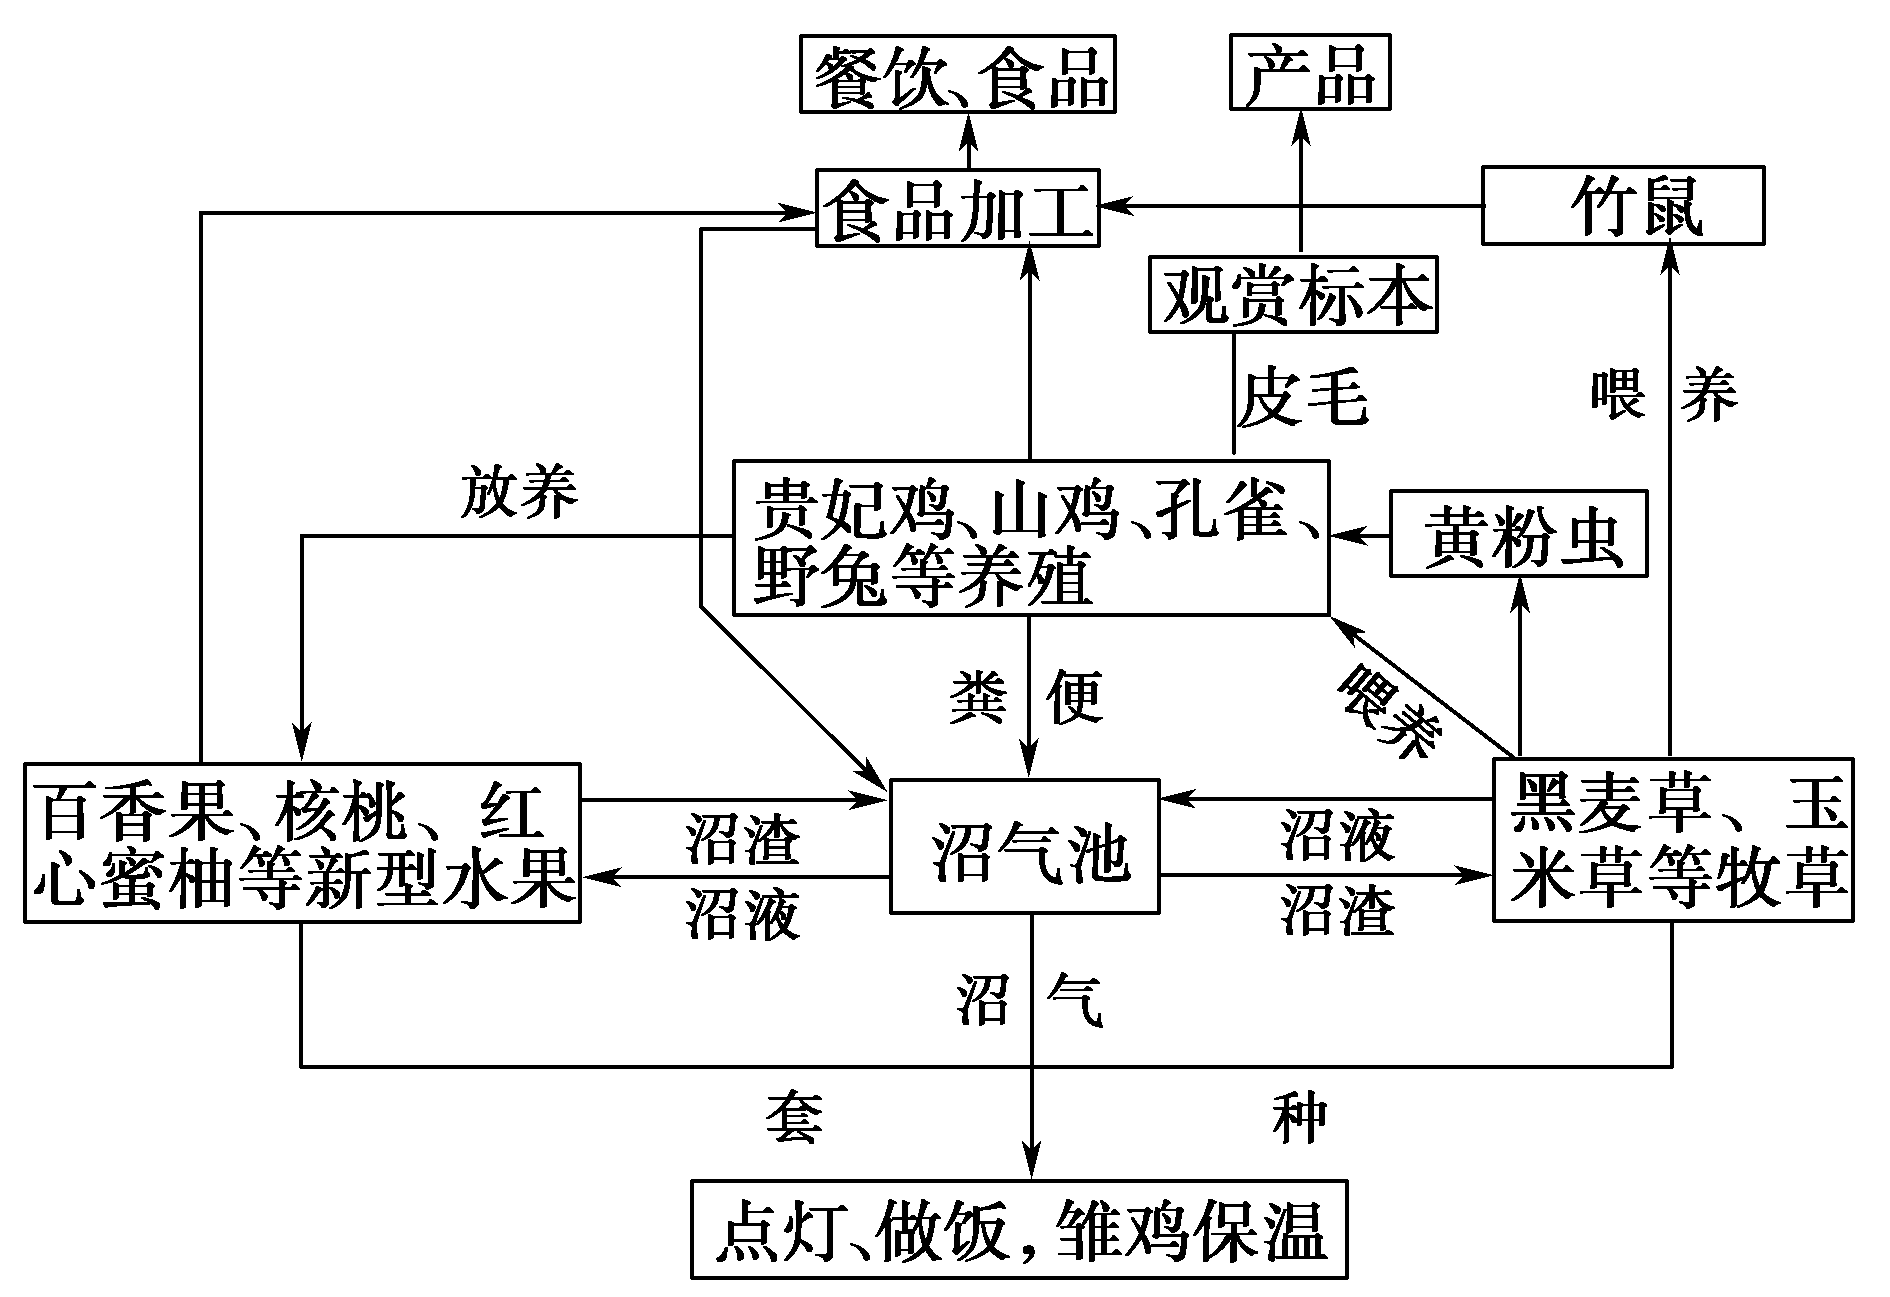 餐饮、食品
产品
食品加工
竹鼠
观赏标本
皮毛
喂养
放养
贵妃鸡、山鸡、孔雀、
野兔等养殖
黄粉虫
粪便
喂养
百香果、核桃、红
心蜜柚等新型水果
沼渣
沼液
沼气池
沼液
沼渣
黑麦草、玉
米草等牧草
沼气
套种
点灯、做饭,雏鸡保温